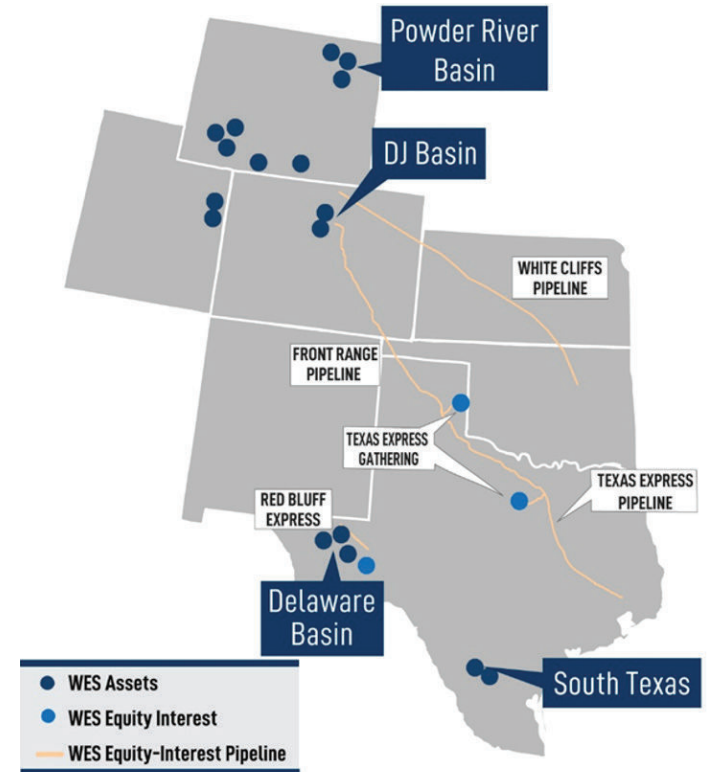 Powder River
Basin
DJ Basin
WHITE CLIFFS
PIPELINE
FRONT RANGE
PIPELINE
TEXAS EXPRESS
GATHERING
TEXAS EXPRESS
PIPELINE
RED BLUFF
EXPRESS
Delaware
Basin
South Texas
WES Assets
WES Equity Interest
WES Equity-Interest Pipeline